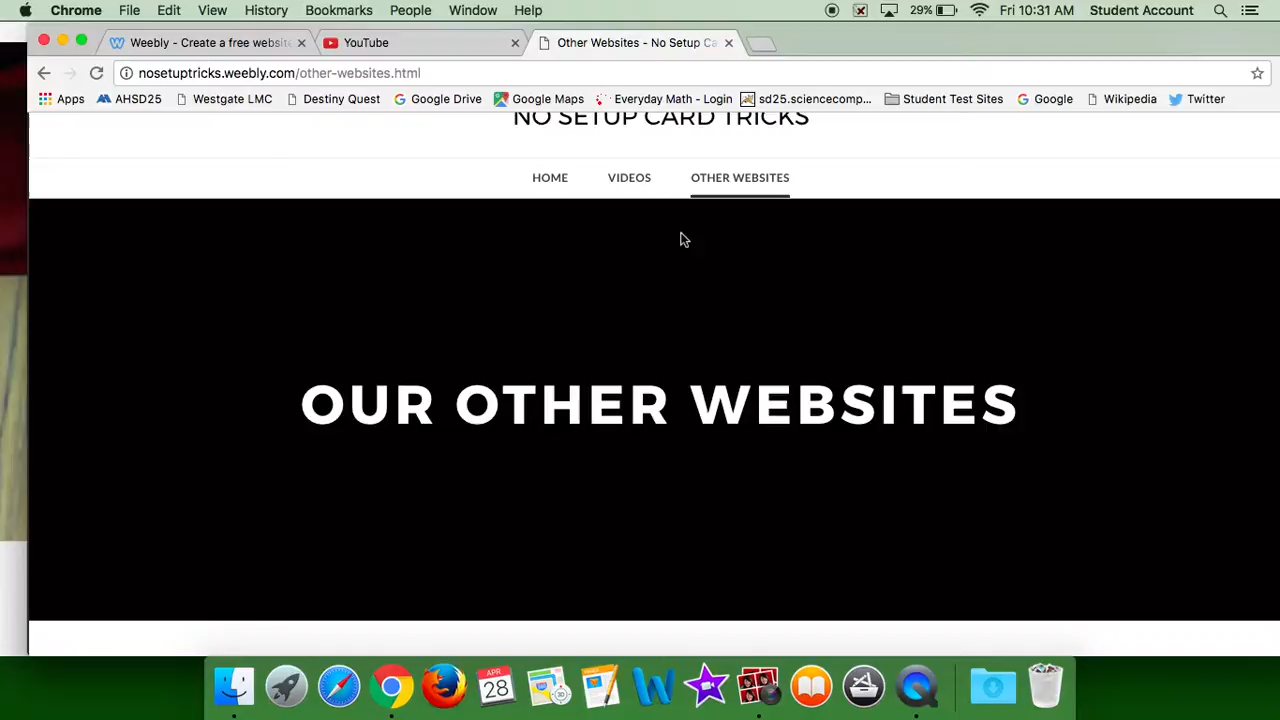 Chrome File Edit View History Bookmarks People Window Help 29% Fri 10:31 AM Student Account
Weebly - Create a free website
YouTube
Other Websites - No Setup Ca
nosetuptricks.weebly.com/other-websites.html
Apps AHSD25 Westgate LMC Destiny Quest Google Drive Google Maps Everyday Math - Login sd25.sciencecomp... Student Test Sites Google Wikipedia Twitter
NO SETUP CARD TRICKS
HOME VIDEOS OTHER WEBSITES
OUR OTHER WEBSITES
APR
28